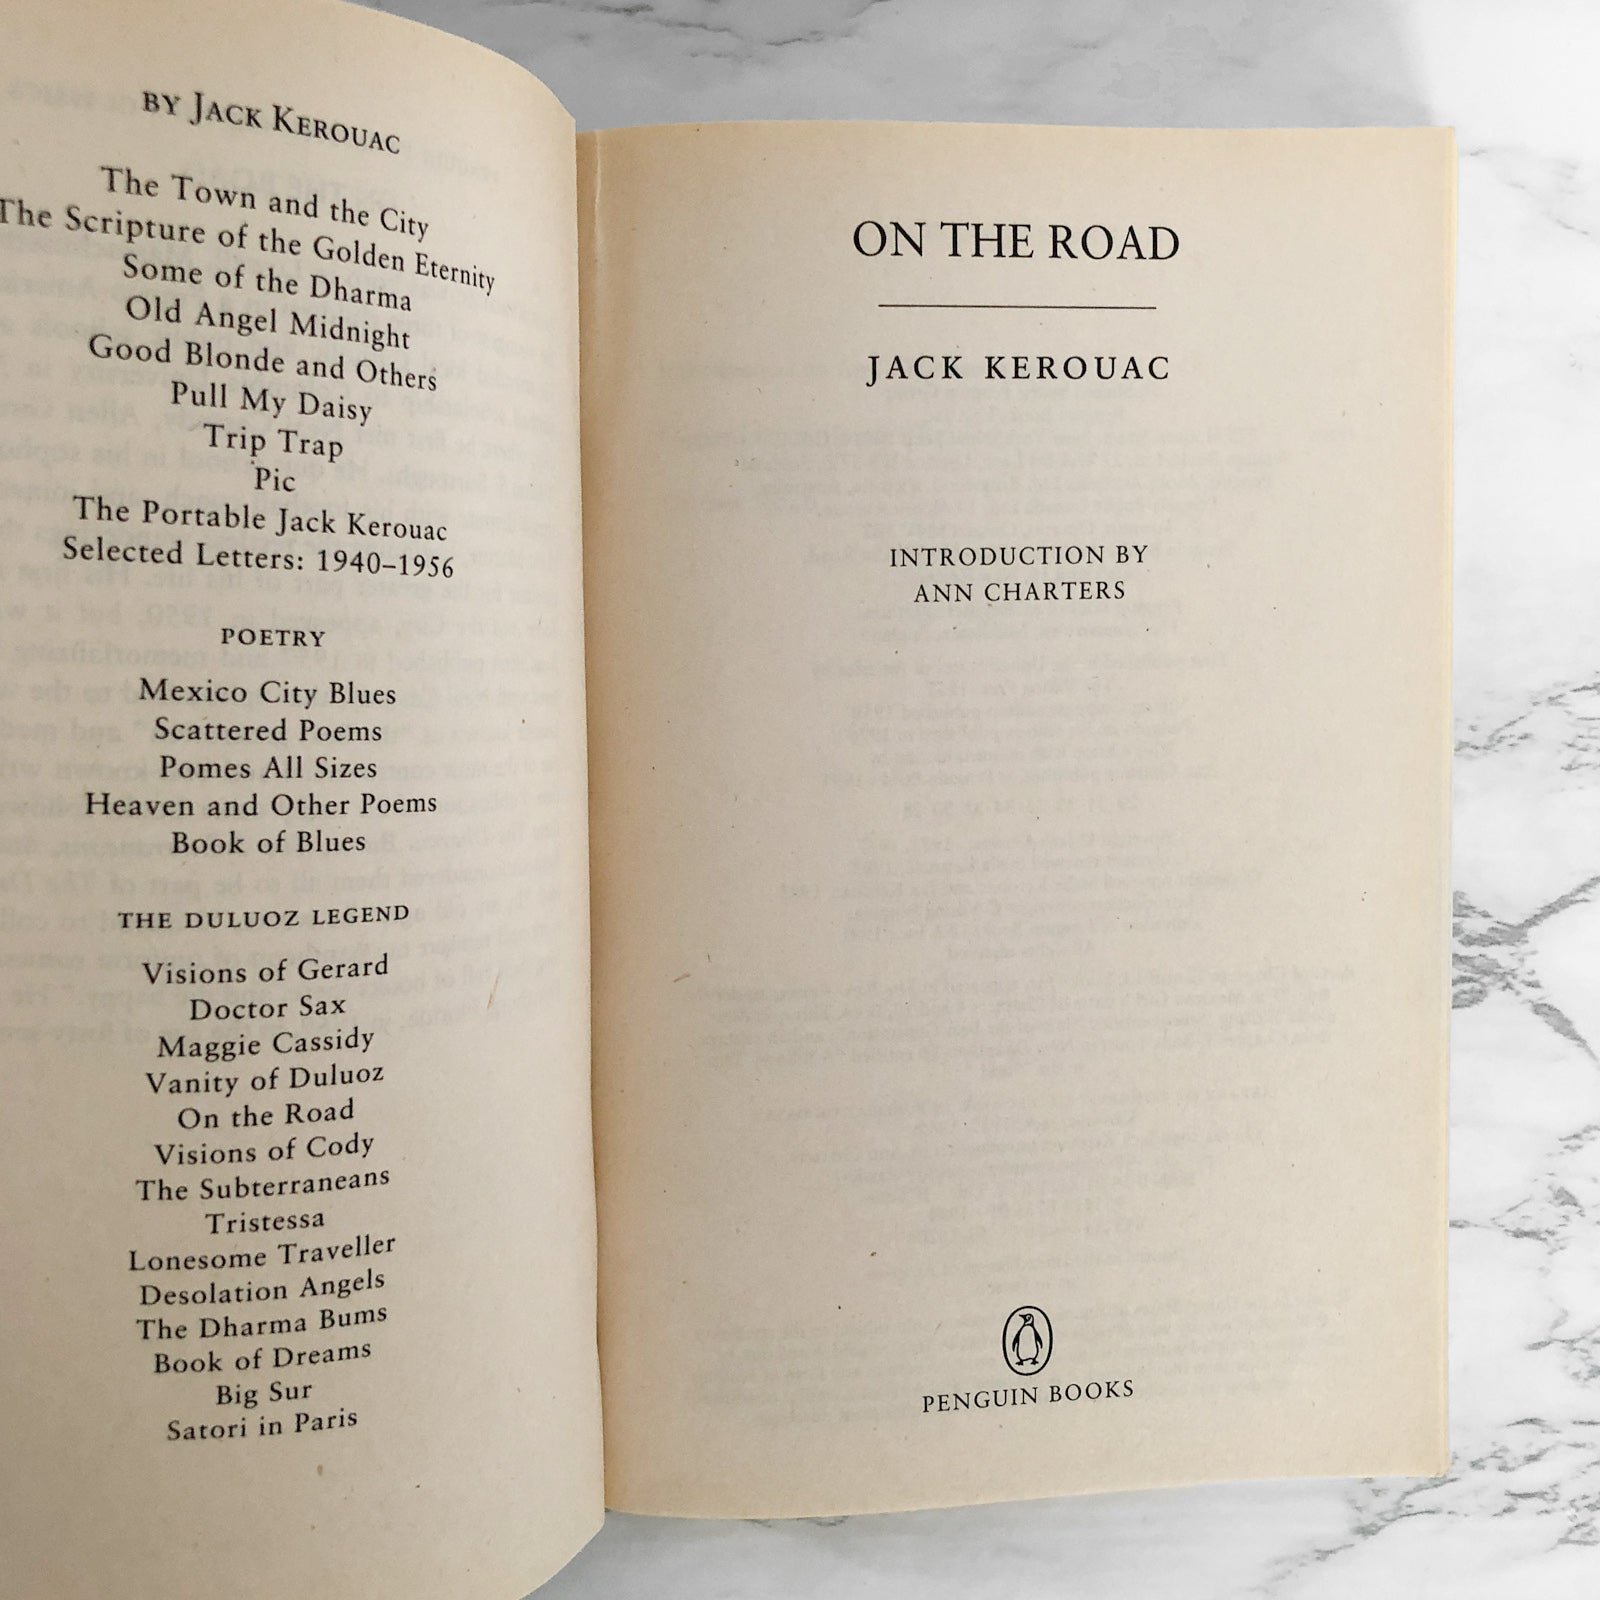 BY JACK KEROUAC
The Town and the City
The Scripture of the Golden Eternity
Some of the Dharma
Old Angel Midnight
Good Blonde and Others
Pull My Daisy
Trip Trap
Pic
The Portable Jack Kerouac
Selected Letters: 1940–1956
POETRY
Mexico City Blues
Scattered Poems
Pomes All Sizes
Heaven and Other Poems
Book of Blues
THE DULUOZ LEGEND
Visions of Gerard
Doctor Sax
Maggie Cassidy
Vanity of Duluoz
On the Road
Visions of Cody
The Subterraneans
Tristessa
Lonesome Traveller
Desolation Angels
The Dharma Bums
Book of Dreams
Big Sur
Satori in Paris
ON THE ROAD
JACK KEROUAC
INTRODUCTION BY
ANN CHARTERS
PENGUIN BOOKS